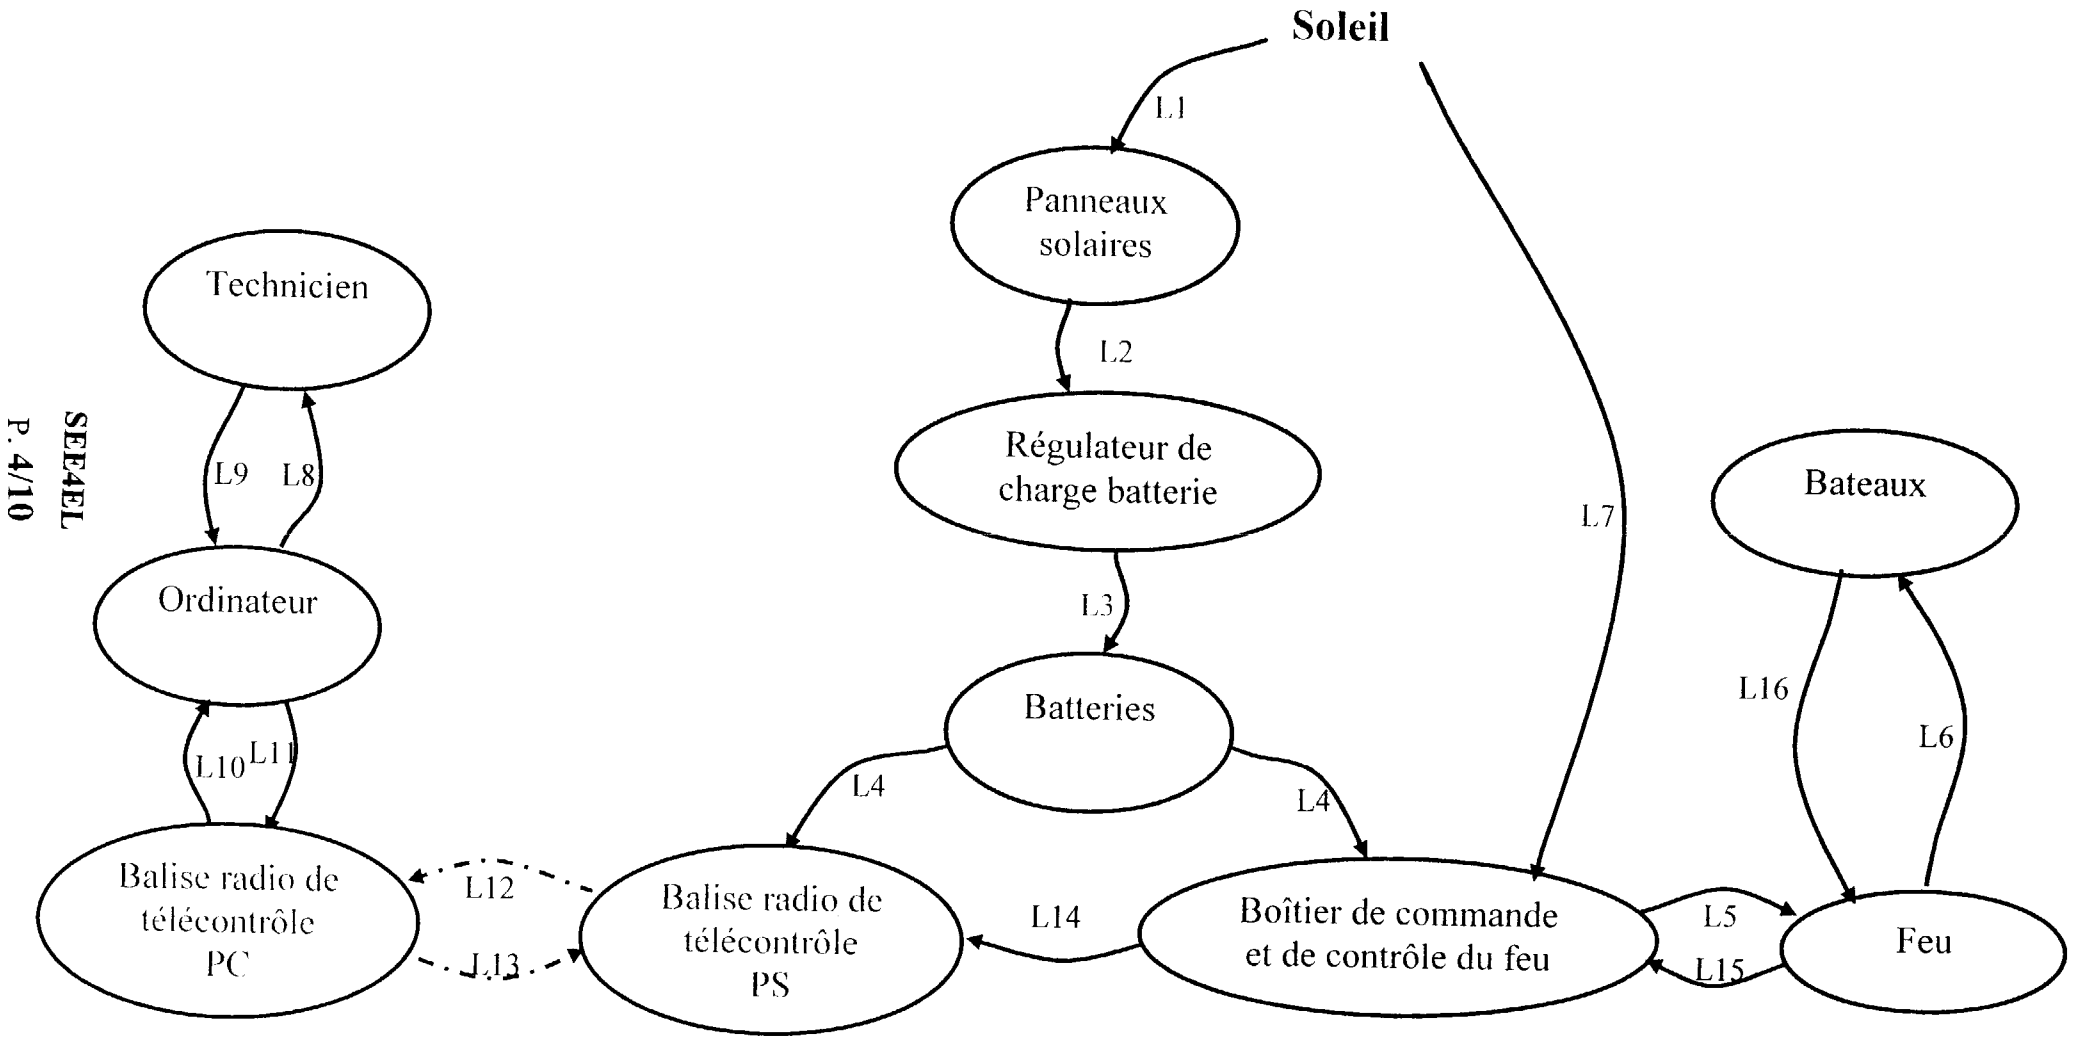 Soleil
L1
Panneaux
solaires
L2
Régulateur de
charge batterie
L3
Batteries
L4
L4
L7
Technicien
L9
L8
Ordinateur
L10
L11
Balise radio de
télécontrôle
PC
L12
L13
Balise radio de
télécontrôle
PS
L14
Boîtier de commande
et de contrôle du feu
L5
L15
Feu
L16
L6
Bateaux
SEE4EL
P. 4/10